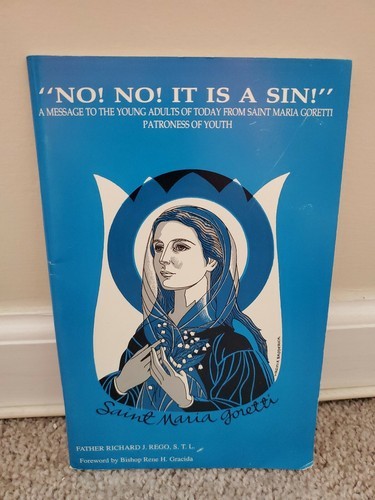 "NO! NO! IT IS A SIN!"
A MESSAGE TO THE YOUNG ADULTS OF TODAY FROM SAINT MARIA GORETTI
PATRONESS OF YOUTH
Saint Maria Goretti
FATHER RICHARD J. REGO, S. T. L.
Foreword by Bishop Rene H. Gracida